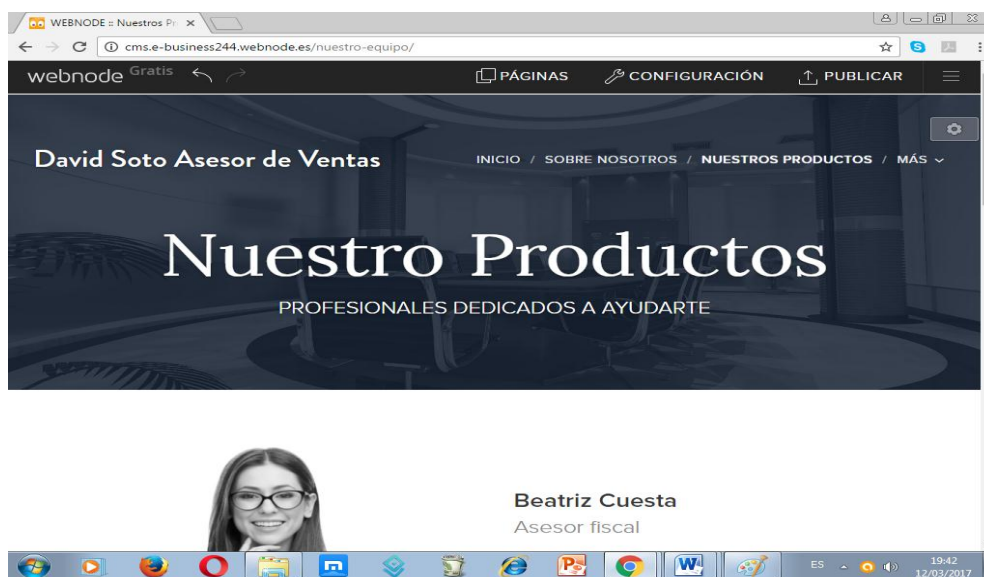 WEBNODE :: Nuestros Pr
cms.e-business244.webnode.es/nuestro-equipo/
webnode Gratis PÁGINAS CONFIGURACIÓN PUBLICAR
David Soto Asesor de Ventas INICIO / SOBRE NOSOTROS / NUESTROS PRODUCTOS / MÁS
Nuestro Productos
PROFESIONALES DEDICADOS A AYUDARTE
Beatriz Cuesta
Asesor fiscal
ES 19:42
12/03/2017